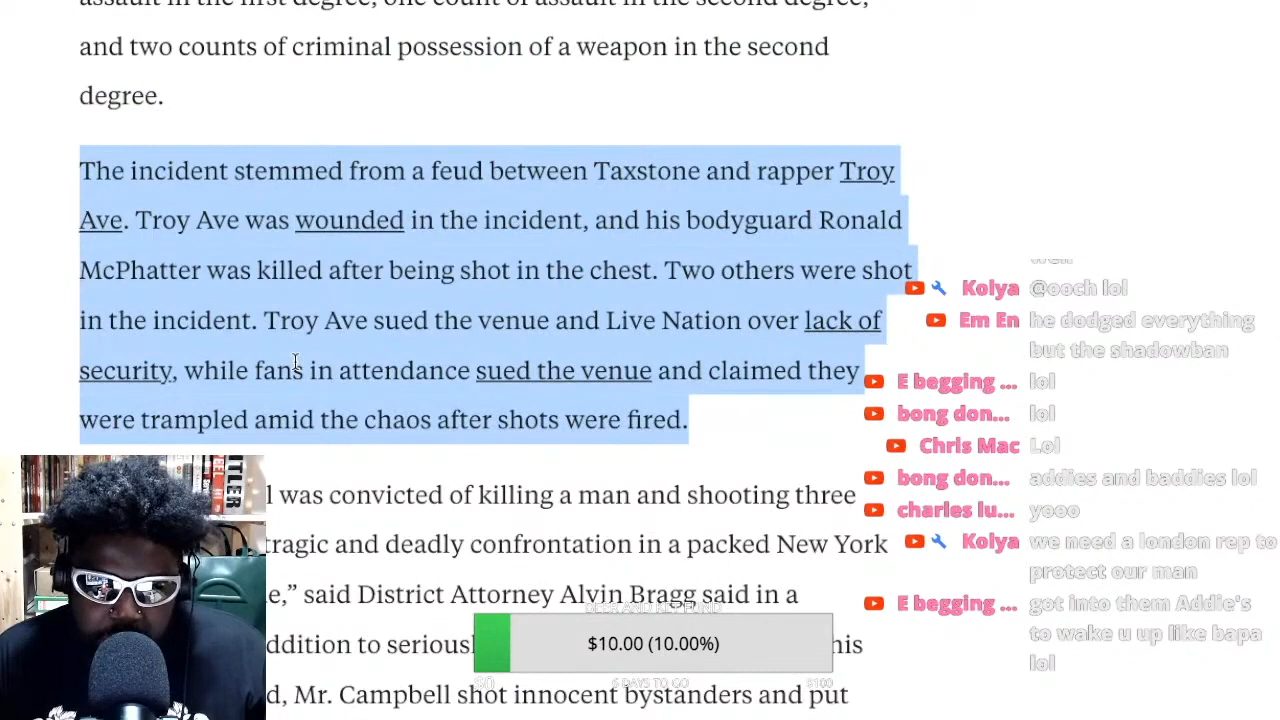 assault in the first degree, one count of assault in the second degree,
and two counts of criminal possession of a weapon in the second
degree.
The incident stemmed from a feud between Taxstone and rapper Troy
Ave. Troy Ave was wounded in the incident, and his bodyguard Ronald
McPhatter was killed after being shot in the chest. Two others were shot
in the incident. Troy Ave sued the venue and Live Nation over lack of
security, while fans in attendance sued the venue and claimed they
were trampled amid the chaos after shots were fired.
l was convicted of killing a man and shooting three
tragic and deadly confrontation in a packed New York
e,” said District Attorney Alvin Bragg said in a
ddition to seriousl
his
d, Mr. Campbell shot innocent bystanders and put
Kolya @ooch lol
Em En he dodged everything
but the shadowban
E begging ... lol
bong don... lol
Chris Mac Lol
bong don... addies and baddies lol
charles lu... yooo
Kolya we need a london rep to
protect our man
E begging ... got into them Addie's
to wake u up like bapa
lol
$10.00 (10.00%)
$0 6 DAYS TO GO $100